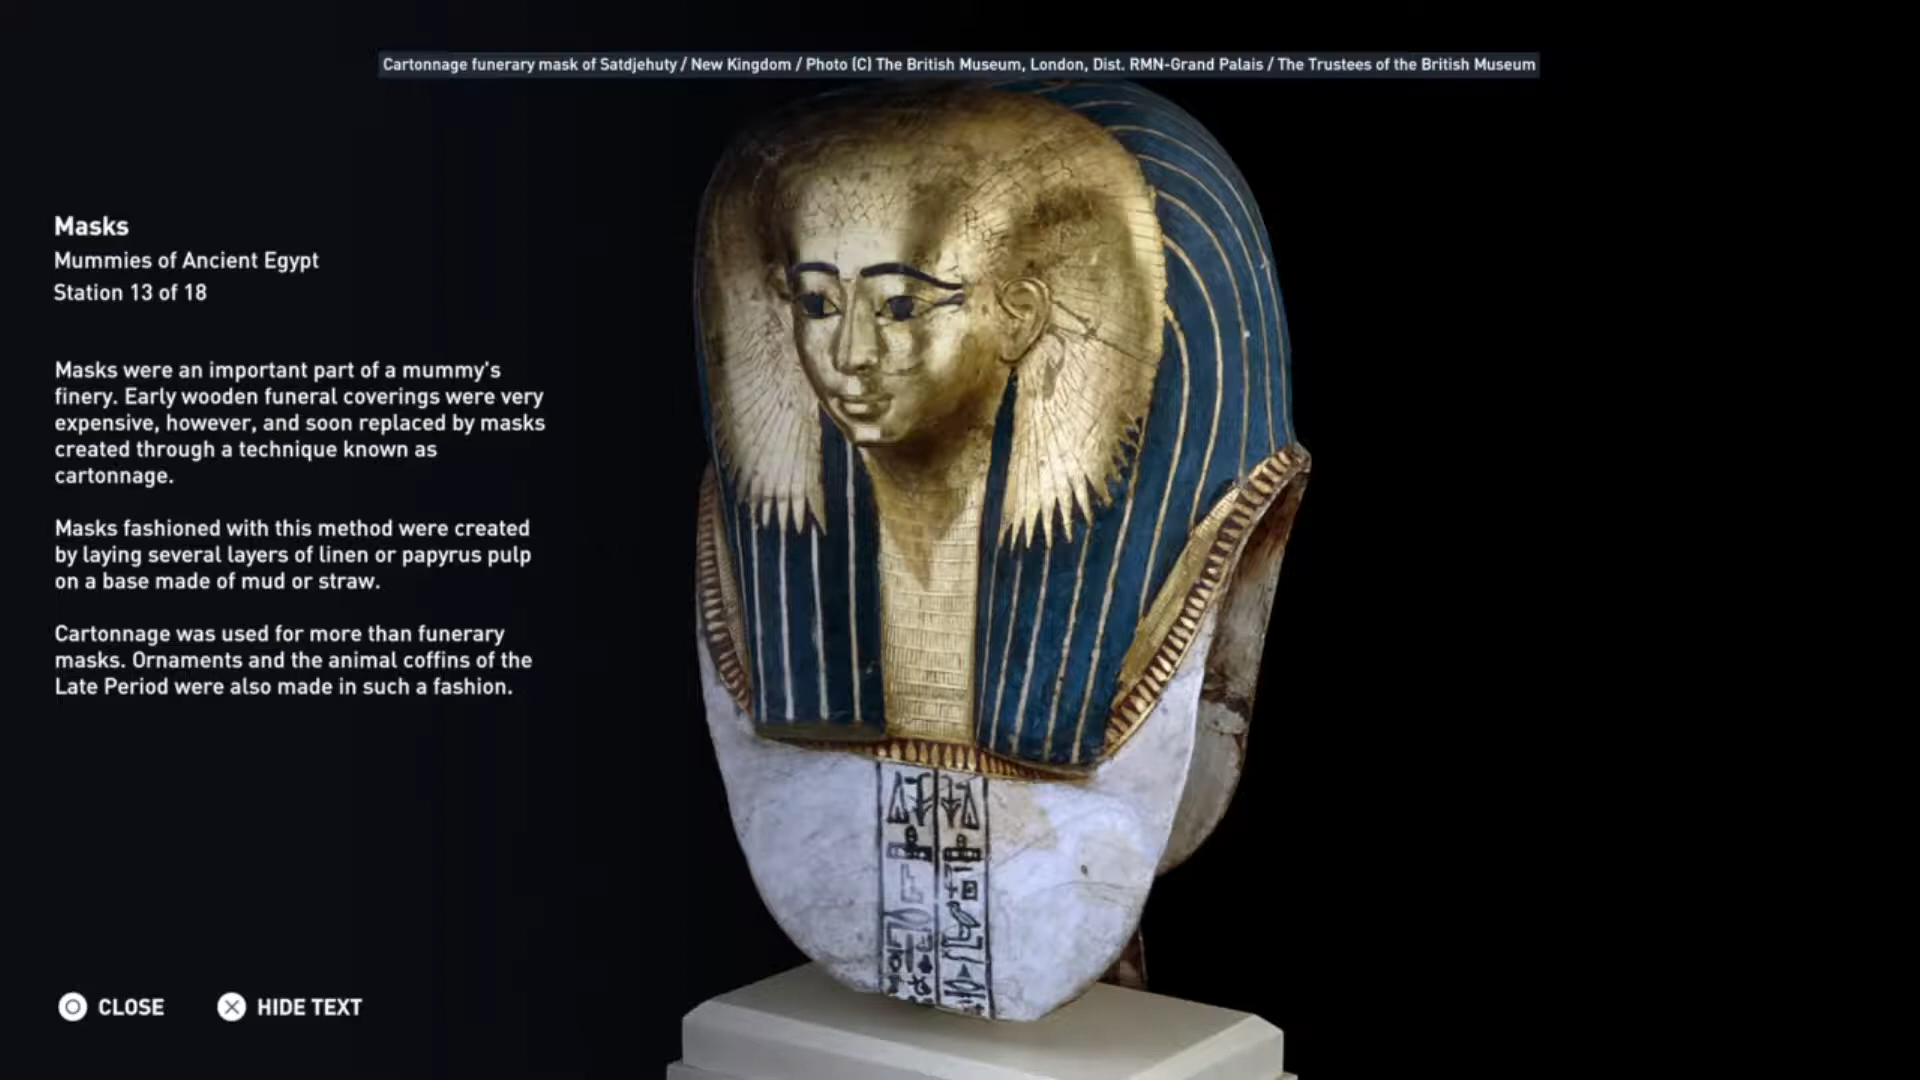 Cartonnage funerary mask of Satdjehuty / New Kingdom / Photo (C) The British Museum, London, Dist. RMN-Grand Palais / The Trustees of the British Museum
Masks
Mummies of Ancient Egypt
Station 13 of 18
Masks were an important part of a mummy's
finery. Early wooden funeral coverings were very
expensive, however, and soon replaced by masks
created through a technique known as
cartonnage.
Masks fashioned with this method were created
by laying several layers of linen or papyrus pulp
on a base made of mud or straw.
Cartonnage was used for more than funerary
masks. Ornaments and the animal coffins of the
Late Period were also made in such a fashion.
CLOSE
HIDE TEXT